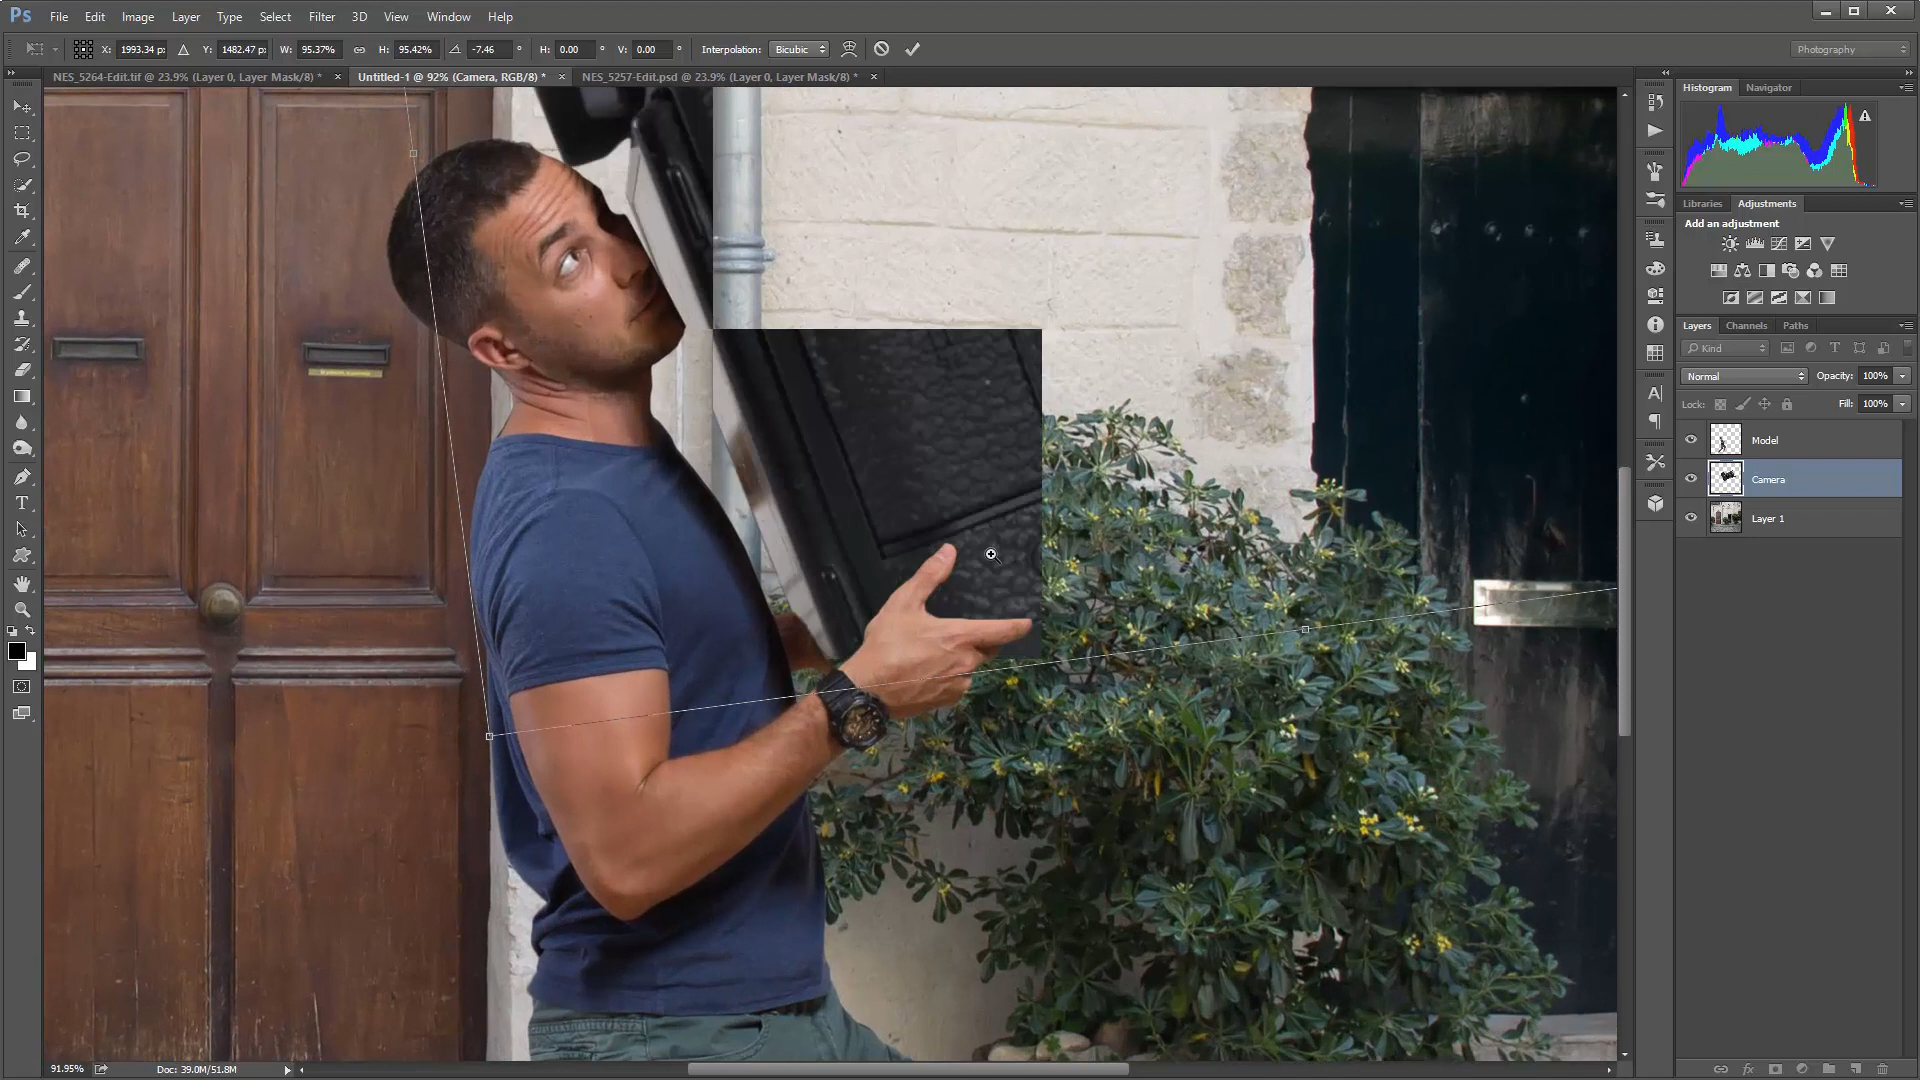 Ps File Edit Image Layer Type Select Filter 3D View Window Help
X: 1993.34 p: Y: 1482.47 p: W: 95.37% H: 95.42% -7.46 ° H: 0.00 ° V: 0.00 ° Interpolation: Bicubic Photography
NES_5264-Edit.tif @ 23.9% (Layer 0, Layer Mask/8) * × Untitled-1 @ 92% (Camera, RGB/8) * × NES_5257-Edit.psd @ 23.9% (Layer 0, Layer Mask/8) * ×
Histogram Navigator
Libraries Adjustments
Add an adjustment
Layers Channels Paths
Kind
Normal Opacity: 100%
Lock: Fill: 100%
Model
Camera
Layer 1
91.95% Doc: 39.0M/51.8M